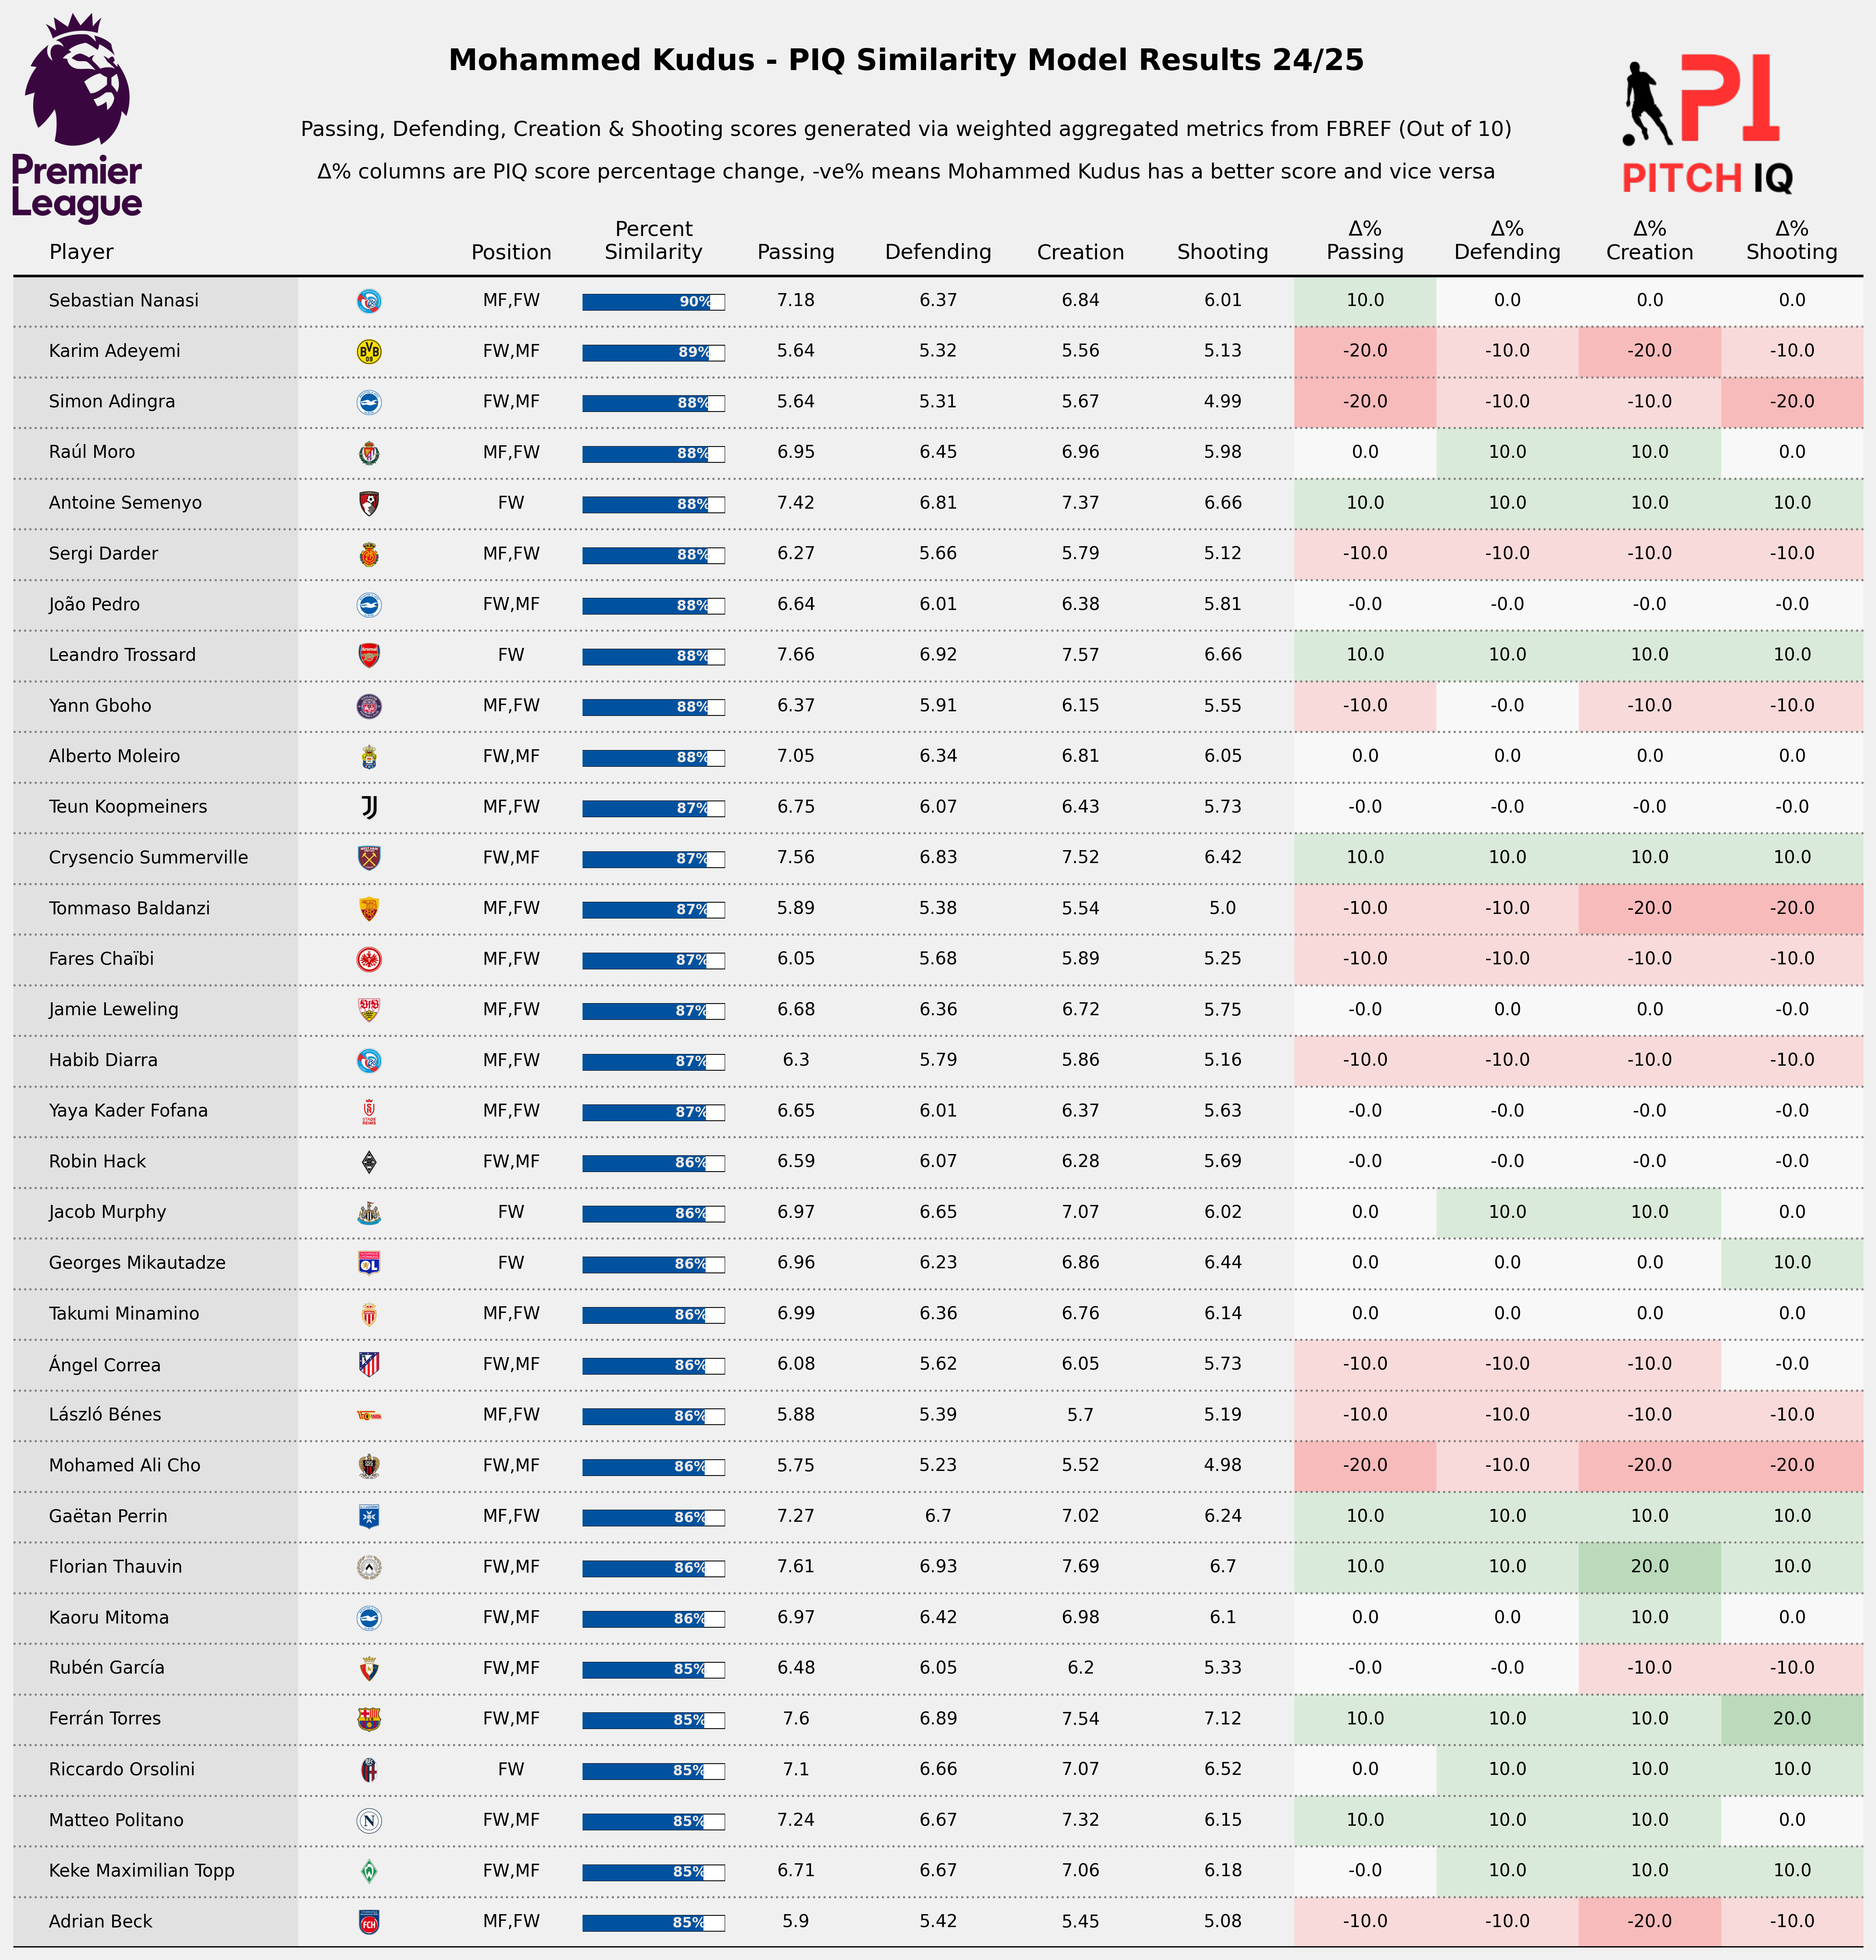 Mohammed Kudus - PIQ Similarity Model Results 24/25
Passing, Defending, Creation & Shooting scores generated via weighted aggregated metrics from FBREF (Out of 10)
Δ% columns are PIQ score percentage change, -ve% means Mohammed Kudus has a better score and vice versa
Premier
League
PI
PITCH IQ
Player Position Percent Similarity Passing Defending Creation Shooting Δ% Passing Δ% Defending Δ% Creation Δ% Shooting
Sebastian Nanasi MF,FW 90% 7.18 6.37 6.84 6.01 10.0 0.0 0.0 0.0
Karim Adeyemi FW,MF 89% 5.64 5.32 5.56 5.13 -20.0 -10.0 -20.0 -10.0
Simon Adingra FW,MF 88% 5.64 5.31 5.67 4.99 -20.0 -10.0 -10.0 -20.0
Raúl Moro MF,FW 88% 6.95 6.45 6.96 5.98 0.0 10.0 10.0 0.0
Antoine Semenyo FW 88% 7.42 6.81 7.37 6.66 10.0 10.0 10.0 10.0
Sergi Darder MF,FW 88% 6.27 5.66 5.79 5.12 -10.0 -10.0 -10.0 -10.0
João Pedro FW,MF 88% 6.64 6.01 6.38 5.81 -0.0 -0.0 -0.0 -0.0
Leandro Trossard FW 88% 7.66 6.92 7.57 6.66 10.0 10.0 10.0 10.0
Yann Gboho MF,FW 88% 6.37 5.91 6.15 5.55 -10.0 -0.0 -10.0 -10.0
Alberto Moleiro FW,MF 88% 7.05 6.34 6.81 6.05 0.0 0.0 0.0 0.0
Teun Koopmeiners MF,FW 87% 6.75 6.07 6.43 5.73 -0.0 -0.0 -0.0 -0.0
Crysencio Summerville FW,MF 87% 7.56 6.83 7.52 6.42 10.0 10.0 10.0 10.0
Tommaso Baldanzi MF,FW 87% 5.89 5.38 5.54 5.0 -10.0 -10.0 -20.0 -20.0
Fares Chaïbi MF,FW 87% 6.05 5.68 5.89 5.25 -10.0 -10.0 -10.0 -10.0
Jamie Leweling MF,FW 87% 6.68 6.36 6.72 5.75 -0.0 0.0 0.0 -0.0
Habib Diarra MF,FW 87% 6.3 5.79 5.86 5.16 -10.0 -10.0 -10.0 -10.0
Yaya Kader Fofana MF,FW 87% 6.65 6.01 6.37 5.63 -0.0 -0.0 -0.0 -0.0
Robin Hack FW,MF 86% 6.59 6.07 6.28 5.69 -0.0 -0.0 -0.0 -0.0
Jacob Murphy FW 86% 6.97 6.65 7.07 6.02 0.0 10.0 10.0 0.0
Georges Mikautadze FW 86% 6.96 6.23 6.86 6.44 0.0 0.0 0.0 10.0
Takumi Minamino MF,FW 86% 6.99 6.36 6.76 6.14 0.0 0.0 0.0 0.0
Ángel Correa FW,MF 86% 6.08 5.62 6.05 5.73 -10.0 -10.0 -10.0 -0.0
László Bénes MF,FW 86% 5.88 5.39 5.7 5.19 -10.0 -10.0 -10.0 -10.0
Mohamed Ali Cho FW,MF 86% 5.75 5.23 5.52 4.98 -20.0 -10.0 -20.0 -20.0
Gaëtan Perrin MF,FW 86% 7.27 6.7 7.02 6.24 10.0 10.0 10.0 10.0
Florian Thauvin FW,MF 86% 7.61 6.93 7.69 6.7 10.0 10.0 20.0 10.0
Kaoru Mitoma FW,MF 86% 6.97 6.42 6.98 6.1 0.0 0.0 10.0 0.0
Rubén García FW,MF 85% 6.48 6.05 6.2 5.33 -0.0 -0.0 -10.0 -10.0
Ferrán Torres FW,MF 85% 7.6 6.89 7.54 7.12 10.0 10.0 10.0 20.0
Riccardo Orsolini FW 85% 7.1 6.66 7.07 6.52 0.0 10.0 10.0 10.0
Matteo Politano FW,MF 85% 7.24 6.67 7.32 6.15 10.0 10.0 10.0 0.0
Keke Maximilian Topp FW,MF 85% 6.71 6.67 7.06 6.18 -0.0 10.0 10.0 10.0
Adrian Beck MF,FW 85% 5.9 5.42 5.45 5.08 -10.0 -10.0 -20.0 -10.0